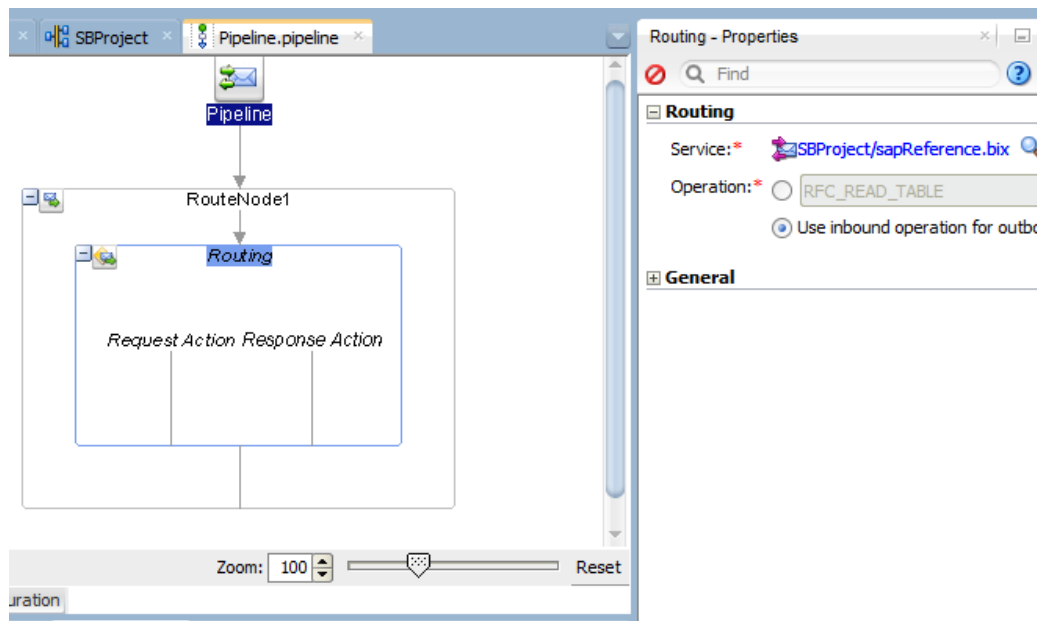 SBProject
Pipeline.pipeline
Pipeline
RouteNode1
Routing
Request Action Response Action
Zoom: 100
Reset
uration
Routing - Properties
Find
Routing
Service:* SBProject/sapReference.bix
Operation:* RFC_READ_TABLE
Use inbound operation for outbo
General